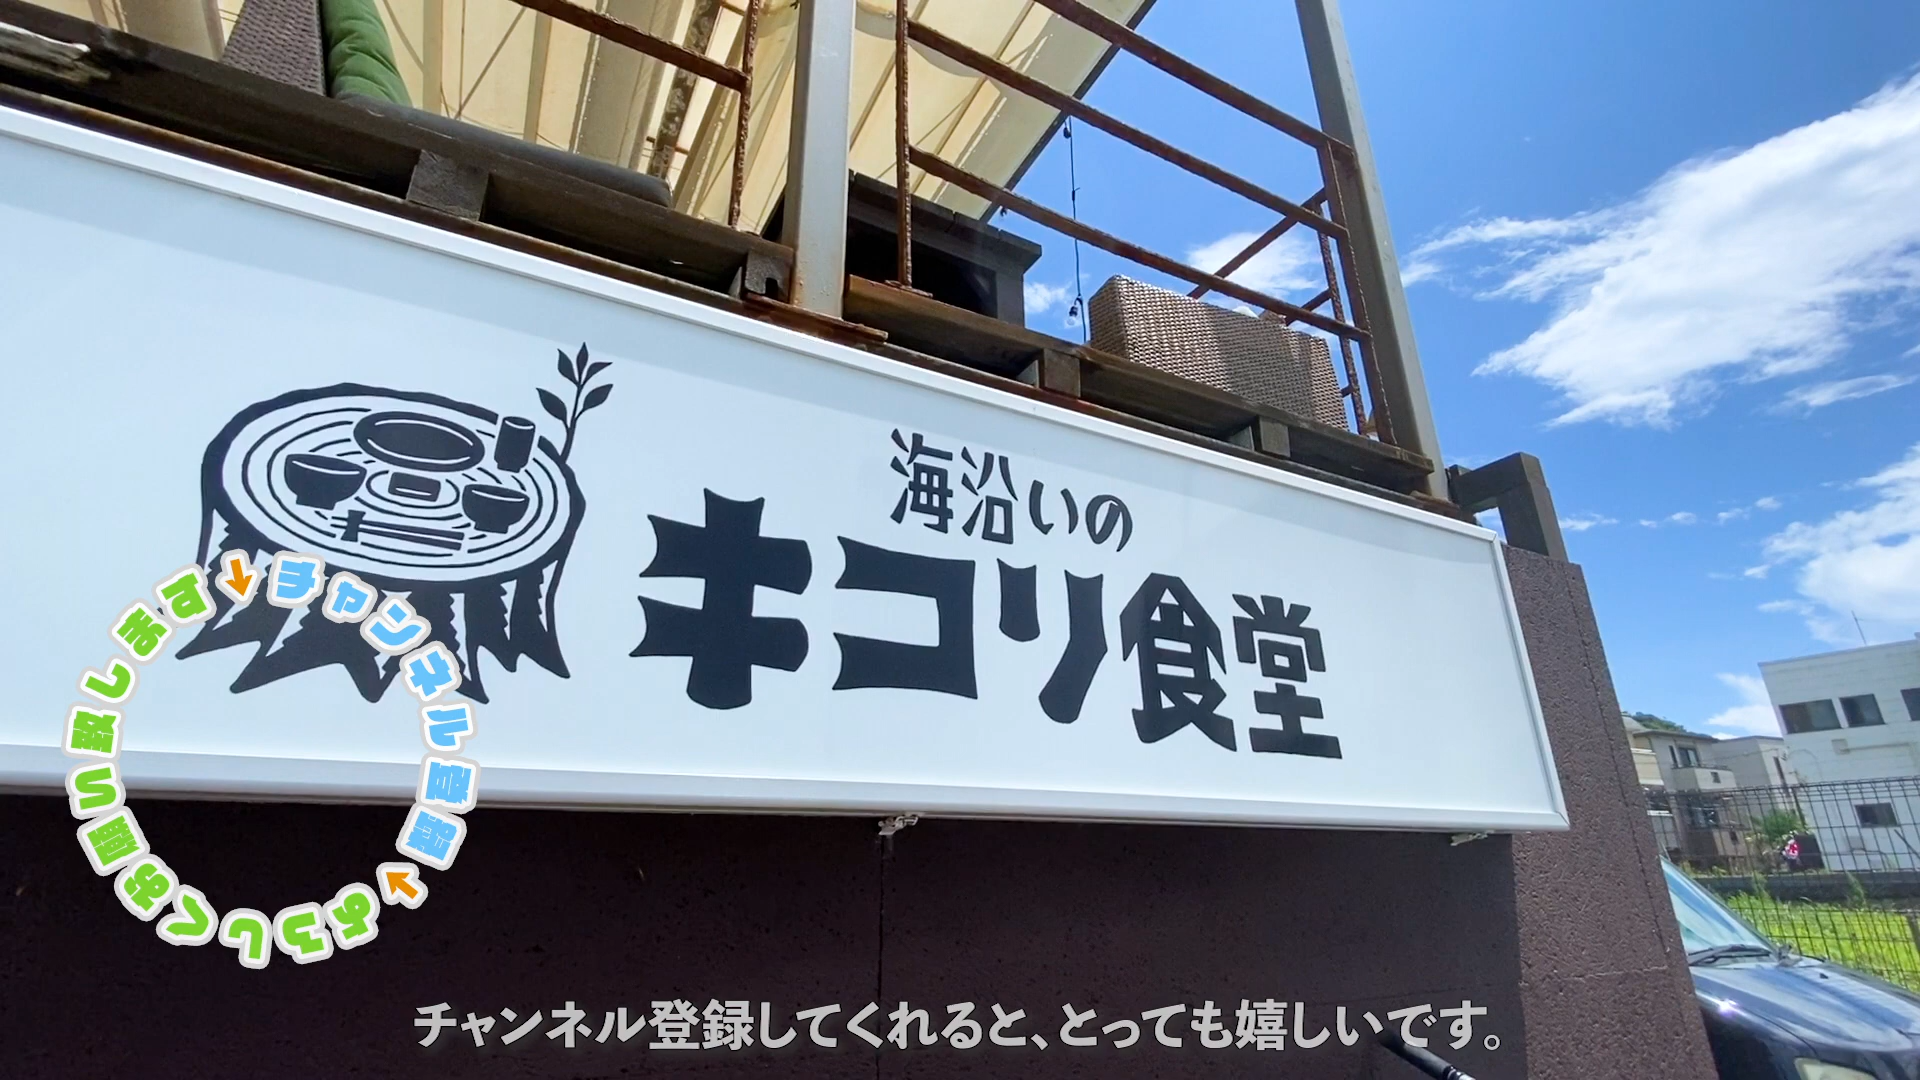 海沿いの
キコリ食堂
チャンネル登録
よろしくお願い致します
チャンネル登録してくれると、とっても嬉しいです。